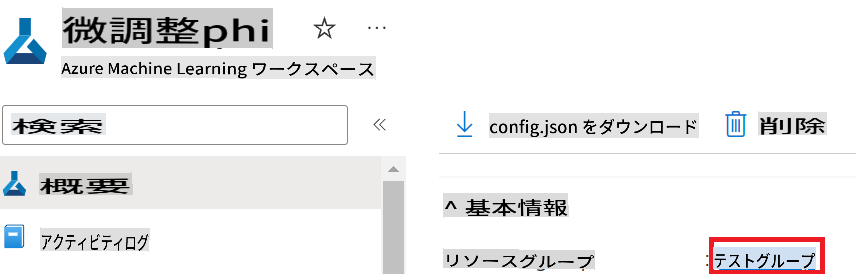 微調整phi
Azure Machine Learning ワークスペース
検索
概要
アクティビティログ
config.json をダウンロード 削除
^ 基本情報
リソースグループ : テストグループ